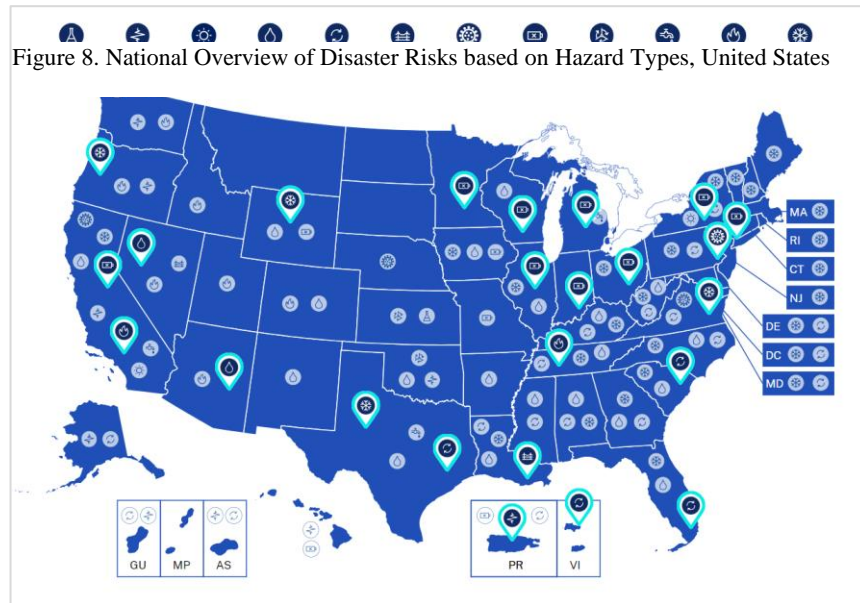 Figure 8. National Overview of Disaster Risks based on Hazard Types, United States
MA
RI
CT
NJ
DE
DC
MD
GU
MP
AS
PR
VI